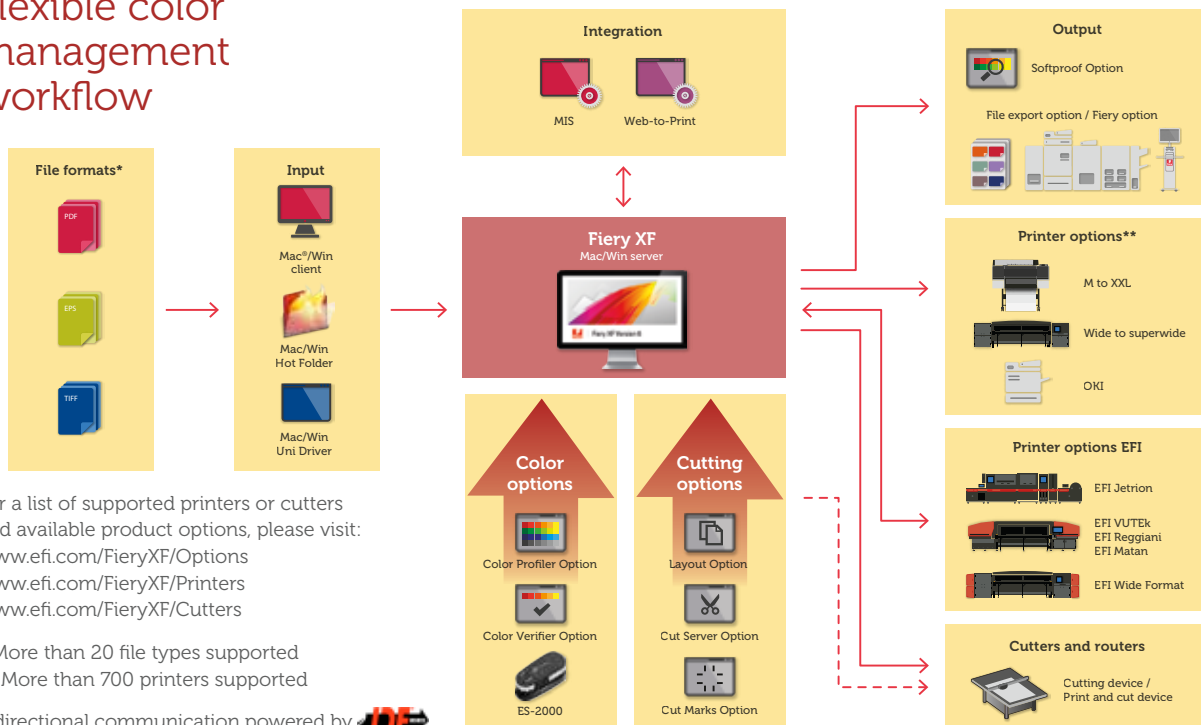 flexible color
management
workflow
File formats*
PDF
EPS
TIFF
Input
Mac®/Win
client
Mac/Win
Hot Folder
Mac/Win
Uni Driver
Integration
MIS
Web-to-Print
Fiery XF
Mac/Win server
Fiery XF Version 6
Color
options
Color Profiler Option
Color Verifier Option
ES-2000
Cutting
options
Layout Option
Cut Server Option
Cut Marks Option
Output
Softproof Option
File export option / Fiery option
Printer options**
M to XXL
Wide to superwide
OKI
Printer options EFI
EFI Jetrion
EFI VUTEk
EFI Reggiani
EFI Matan
EFI Wide Format
Cutters and routers
Cutting device /
Print and cut device
r a list of supported printers or cutters
d available product options, please visit:
ww.efi.com/FieryXF/Options
ww.efi.com/FieryXF/Printers
ww.efi.com/FieryXF/Cutters
More than 20 file types supported
More than 700 printers supported
directional communication powered by JDF